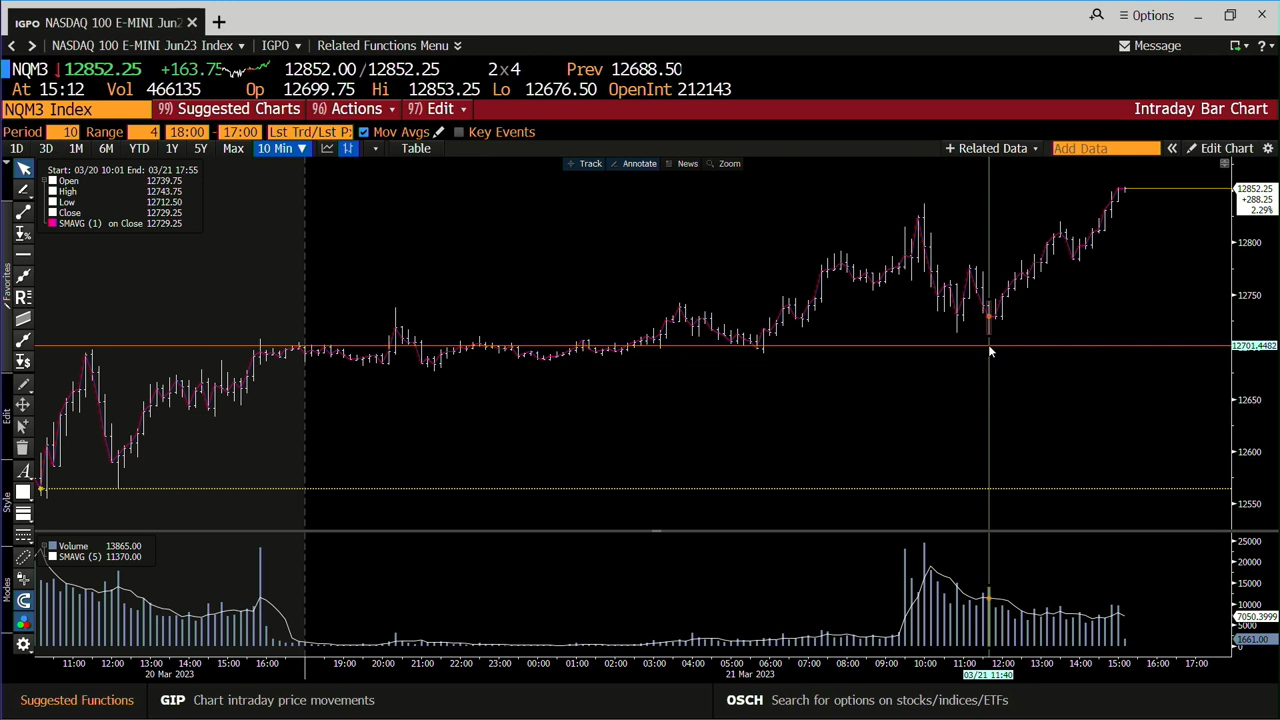 IGPO NASDAQ 100 E-MINI Jun2
Options
NASDAQ 100 E-MINI Jun23 Index IGPO Related Functions Menu Message
NQM3 12852.25 +163.75 12852.00/12852.25 2x4 Prev 12688.50
At 15:12 Vol 466135 Op 12699.75 Hi 12853.25 Lo 12676.50 OpenInt 212143
NQM3 Index 99) Suggested Charts 96) Actions 97) Edit Intraday Bar Chart
Period 10 Range 4 18:00 - 17:00 Lst Trd/Lst P Mov Avgs Key Events
1D 3D 1M 6M YTD 1Y 5Y Max 10 Min Table + Related Data Add Data Edit Chart
Track Annotate News Zoom
Start: 03/20 10:01 End: 03/21 17:55
Open 12739.75
High 12743.75
Low 12712.50
Close 12729.25
SMAVG (1) on Close 12729.25
12852.25
+288.25
2.29%
12800
12750
12701.4482
12650
12600
12550
Favorites
Edit
Style
Modes
Volume 13865.00
SMAVG (5) 11370.00
25000
20000
15000
10000
7050.3999
5000
1661.00
0
11:00 12:00 13:00 14:00 15:00 16:00 19:00 20:00 21:00 22:00 23:00 00:00 01:00 02:00 03:00 04:00 05:00 06:00 07:00 08:00 09:00 10:00 11:00 12:00 13:00 14:00 15:00 16:00 17:00
20 Mar 2023 21 Mar 2023 03/21 11:40
Suggested Functions GIP Chart intraday price movements OSCH Search for options on stocks/indices/ETFs